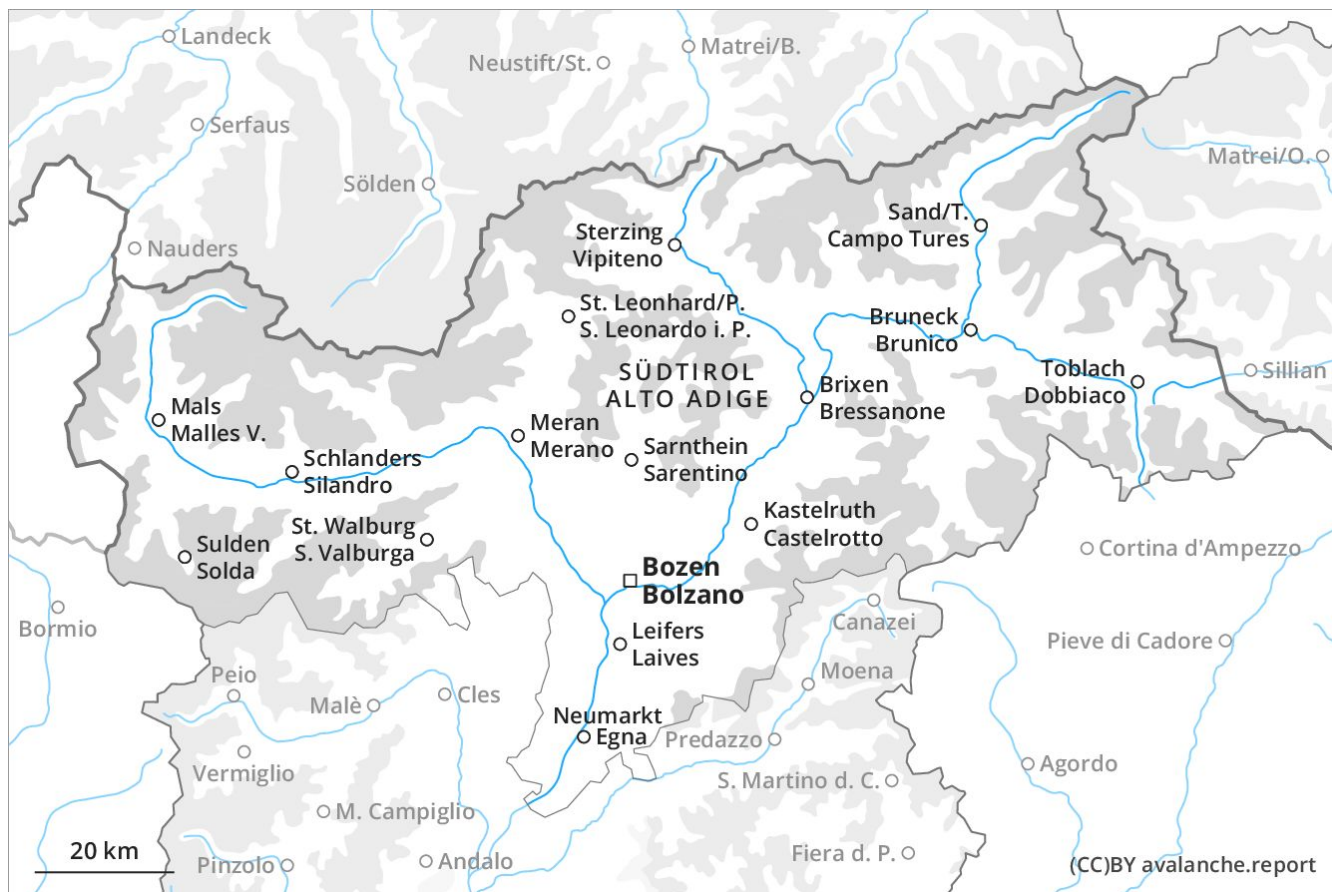 Landeck
Matrei/B.
Neustift/St.
Serfaus
Matrei/O.
Sölden
Sand/T.
Campo Tures
Sterzing
Vipiteno
Nauders
St. Leonhard/P.
S. Leonardo i. P.
Bruneck
Brunico
SÜDTIROL
ALTO ADIGE
Toblach
Dobbiaco
Sillian
Brixen
Bressanone
Mals
Malles V.
Meran
Merano
Sarnthein
Sarentino
Schlanders
Silandro
Kastelruth
Castelrotto
St. Walburg
S. Valburga
Sulden
Solda
Cortina d'Ampezzo
Bozen
Bolzano
Bormio
Canazei
Leifers
Laives
Pieve di Cadore
Peio
Moena
Malè
Cles
Neumarkt
Egna
Predazzo
Vermiglio
Agordo
S. Martino d. C.
M. Campiglio
20 km
Pinzolo
Andalo
Fiera d. P.
(CC)BY avalanche.report